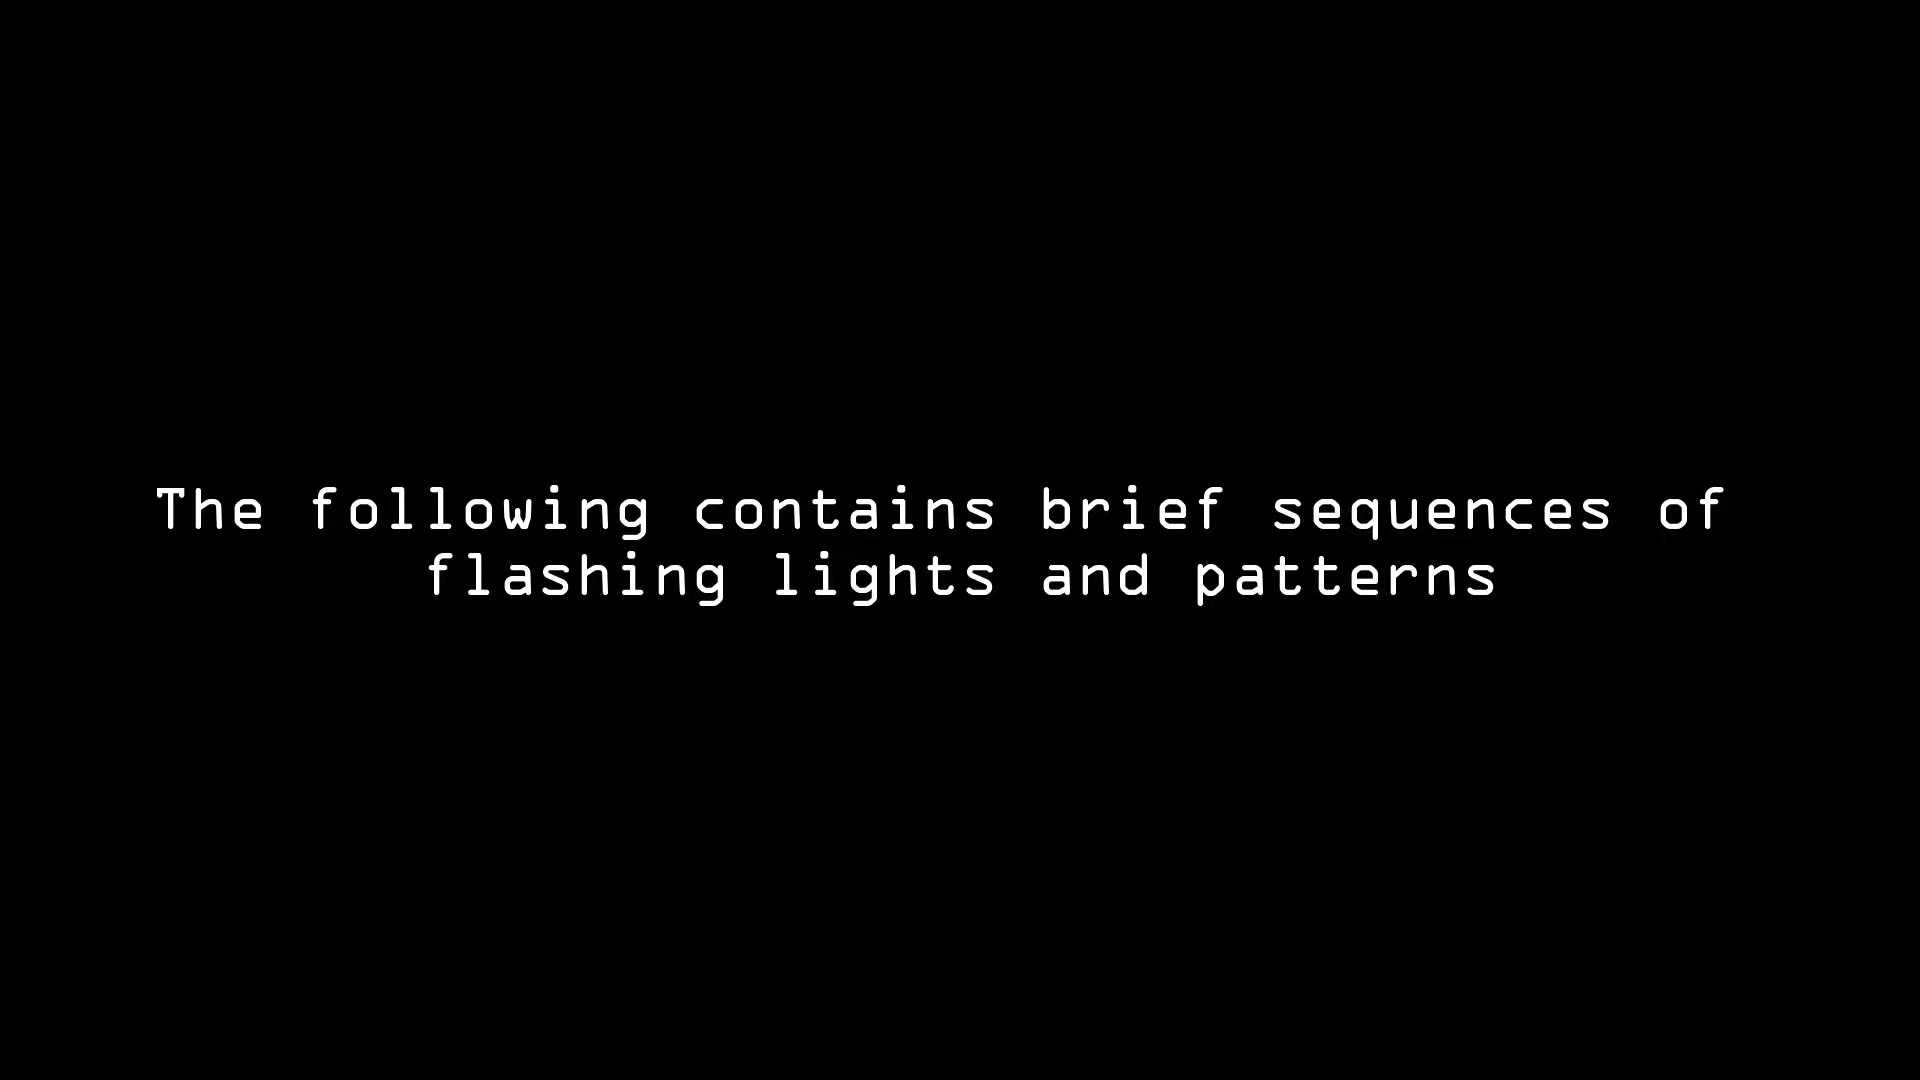 The following contains brief sequences of
flashing lights and patterns